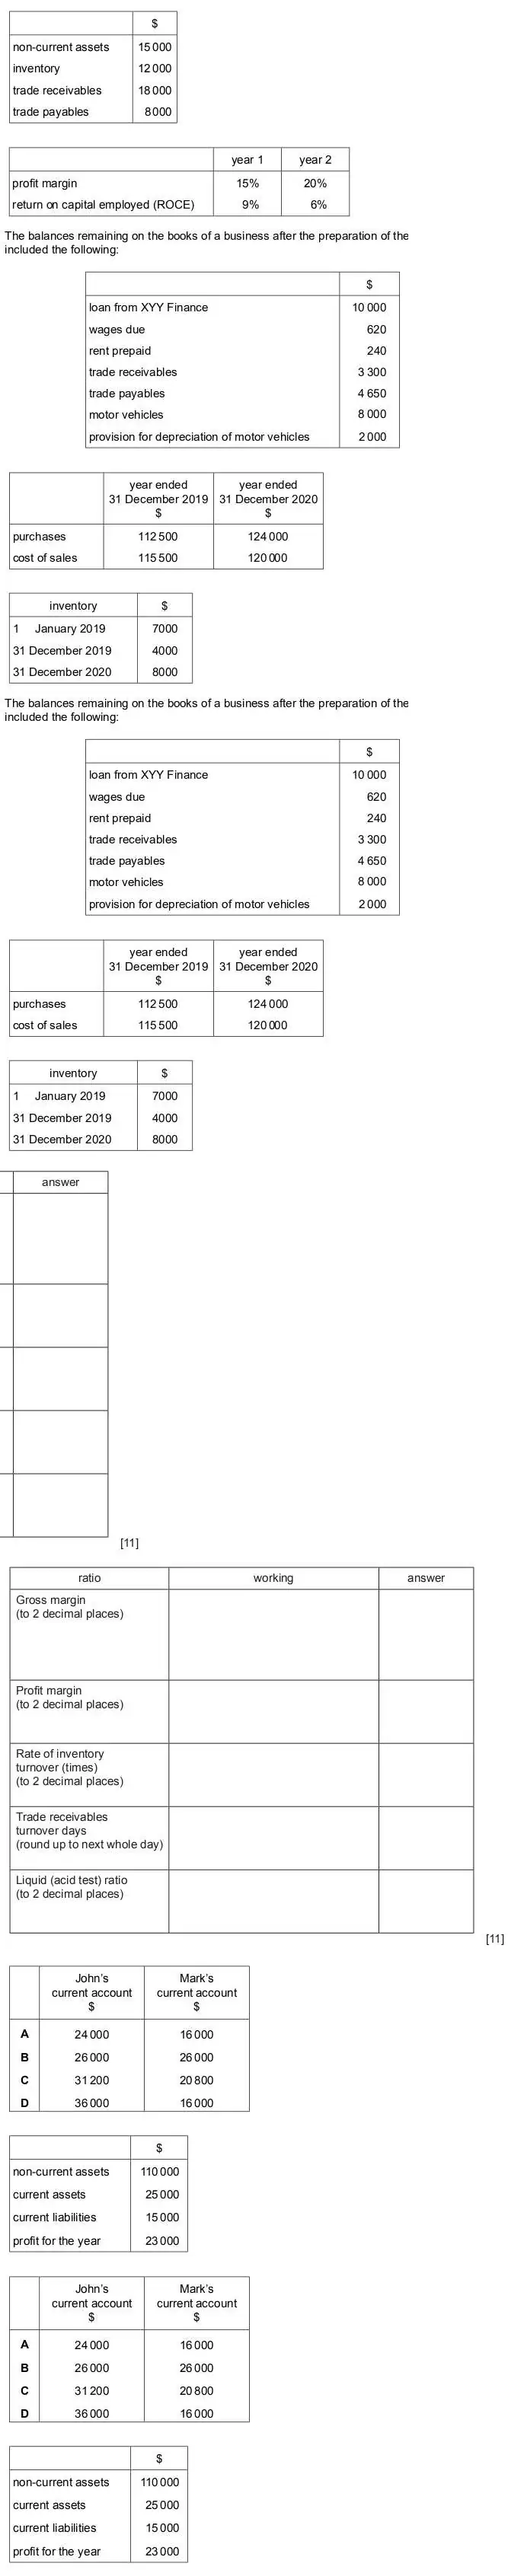 $
non-current assets 15 000
inventory 12 000
trade receivables 18 000
trade payables 8 000
year 1 year 2
profit margin 15% 20%
return on capital employed (ROCE) 9% 6%
The balances remaining on the books of a business after the preparation of the
included the following:
$
loan from XYY Finance 10 000
wages due 620
rent prepaid 240
trade receivables 3 300
trade payables 4 650
motor vehicles 8 000
provision for depreciation of motor vehicles 2 000
year ended year ended
31 December 2019 31 December 2020
$ $
purchases 112 500 124 000
cost of sales 115 500 120 000
inventory $
1 January 2019 7000
31 December 2019 4000
31 December 2020 8000
The balances remaining on the books of a business after the preparation of the
included the following:
$
loan from XYY Finance 10 000
wages due 620
rent prepaid 240
trade receivables 3 300
trade payables 4 650
motor vehicles 8 000
provision for depreciation of motor vehicles 2 000
year ended year ended
31 December 2019 31 December 2020
$ $
purchases 112 500 124 000
cost of sales 115 500 120 000
inventory $
1 January 2019 7000
31 December 2019 4000
31 December 2020 8000
answer
[11]
ratio working answer
Gross margin
(to 2 decimal places)
Profit margin
(to 2 decimal places)
Rate of inventory
turnover (times)
(to 2 decimal places)
Trade receivables
turnover days
(round up to next whole day)
Liquid (acid test) ratio
(to 2 decimal places)
[11]
John's Mark's
current account current account
$ $
A 24 000 16 000
B 26 000 26 000
C 31 200 20 800
D 36 000 16 000
$
non-current assets 110 000
current assets 25 000
current liabilities 15 000
profit for the year 23 000
John's Mark's
current account current account
$ $
A 24 000 16 000
B 26 000 26 000
C 31 200 20 800
D 36 000 16 000
$
non-current assets 110 000
current assets 25 000
current liabilities 15 000
profit for the year 23 000